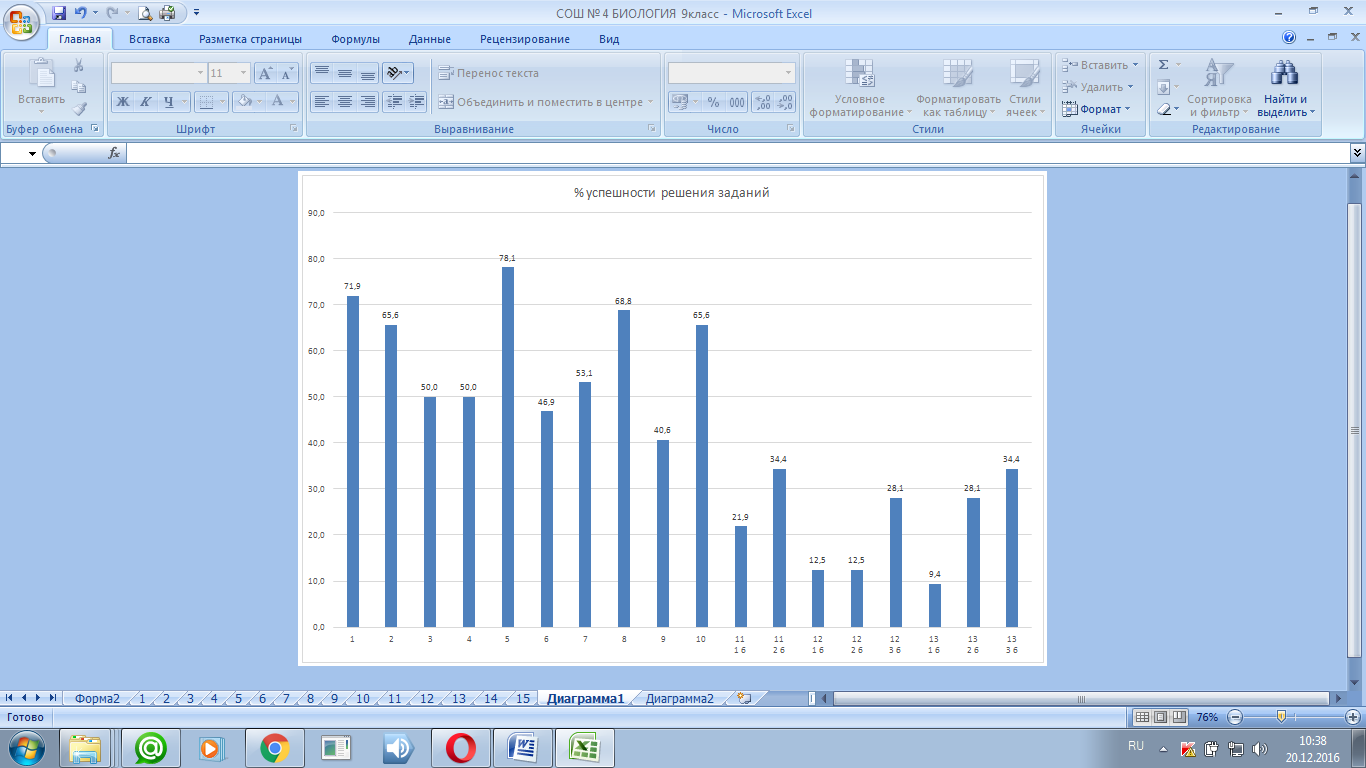 СОШ № 4 БИОЛОГИЯ 9класс - Microsoft Excel
Главная Вставка Разметка страницы Формулы Данные Рецензирование Вид
Вставить
Буфер обмена
11
Ж К Ч
Шрифт
Перенос текста
Объединить и поместить в центре
Выравнивание
% 000
Число
Условное форматирование
Форматировать как таблицу
Стили ячеек
Стили
Вставить
Удалить
Формат
Ячейки
Σ
Сортировка и фильтр
Найти и выделить
Редактирование
fx
% успешности решения заданий
90,0
80,0
70,0
60,0
50,0
40,0
30,0
20,0
10,0
0,0
71,9 65,6 50,0 50,0 78,1 46,9 53,1 68,8 40,6 65,6 21,9 34,4 12,5 12,5 28,1 9,4 28,1 34,4
1 2 3 4 5 6 7 8 9 10 11 11 12 12 12 13 13 13
1 б 2 б 1 б 2 б 3 б 1 б 2 б 3 б
Форма2 1 2 3 4 5 6 7 8 9 10 11 12 13 14 15 Диаграмма1 Диаграмма2
Готово
76%
RU
10:38
20.12.2016